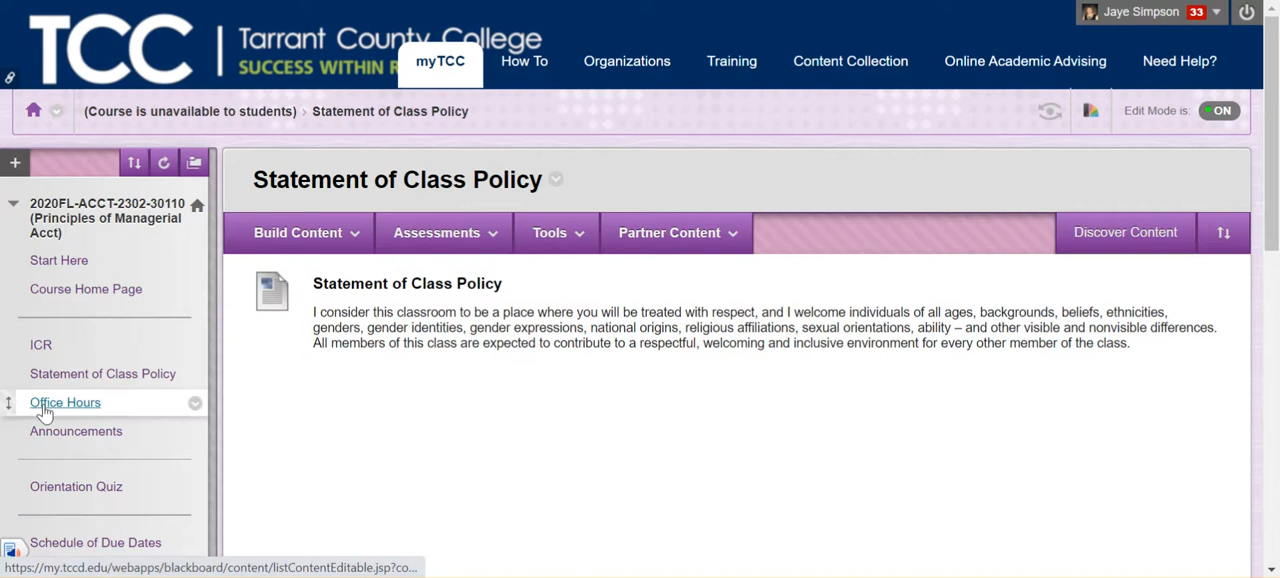 Jaye Simpson 33
TCC
Tarrant County College
SUCCESS WITHIN R
myTCC
How To
Organizations
Training
Content Collection
Online Academic Advising
Need Help?
(Course is unavailable to students) > Statement of Class Policy
Edit Mode is: ON
2020FL-ACCT-2302-30110
(Principles of Managerial
Acct)
Start Here
Course Home Page
ICR
Statement of Class Policy
Office Hours
Announcements
Orientation Quiz
Schedule of Due Dates
Statement of Class Policy
Build Content
Assessments
Tools
Partner Content
Discover Content
Statement of Class Policy
I consider this classroom to be a place where you will be treated with respect, and I welcome individuals of all ages, backgrounds, beliefs, ethnicities,
genders, gender identities, gender expressions, national origins, religious affiliations, sexual orientations, ability – and other visible and nonvisible differences.
All members of this class are expected to contribute to a respectful, welcoming and inclusive environment for every other member of the class.
https://my.tccd.edu/webapps/blackboard/content/listContentEditable.jsp?co...